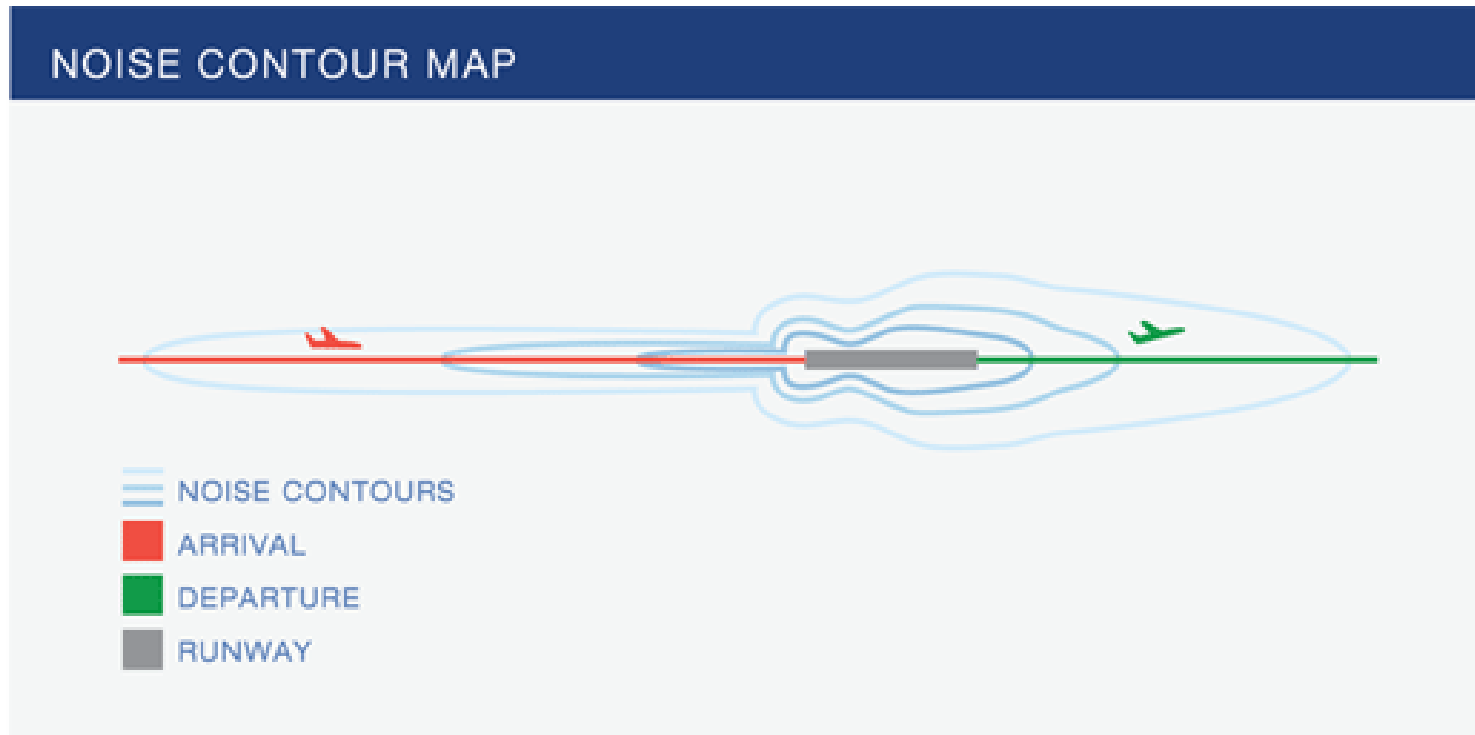 NOISE CONTOUR MAP
NOISE CONTOURS
ARRIVAL
DEPARTURE
RUNWAY